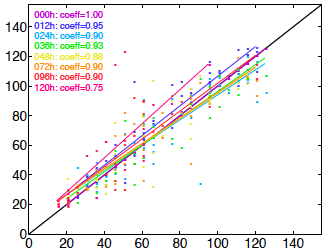 140
120
100
80
60
40
20
0
000h: coeff=1.00
012h: coeff=0.95
024h: coeff=0.90
036h: coeff=0.93
048h: coeff=0.88
072h: coeff=0.90
096h: coeff=0.90
120h: coeff=0.75
0 20 40 60 80 100 120 140